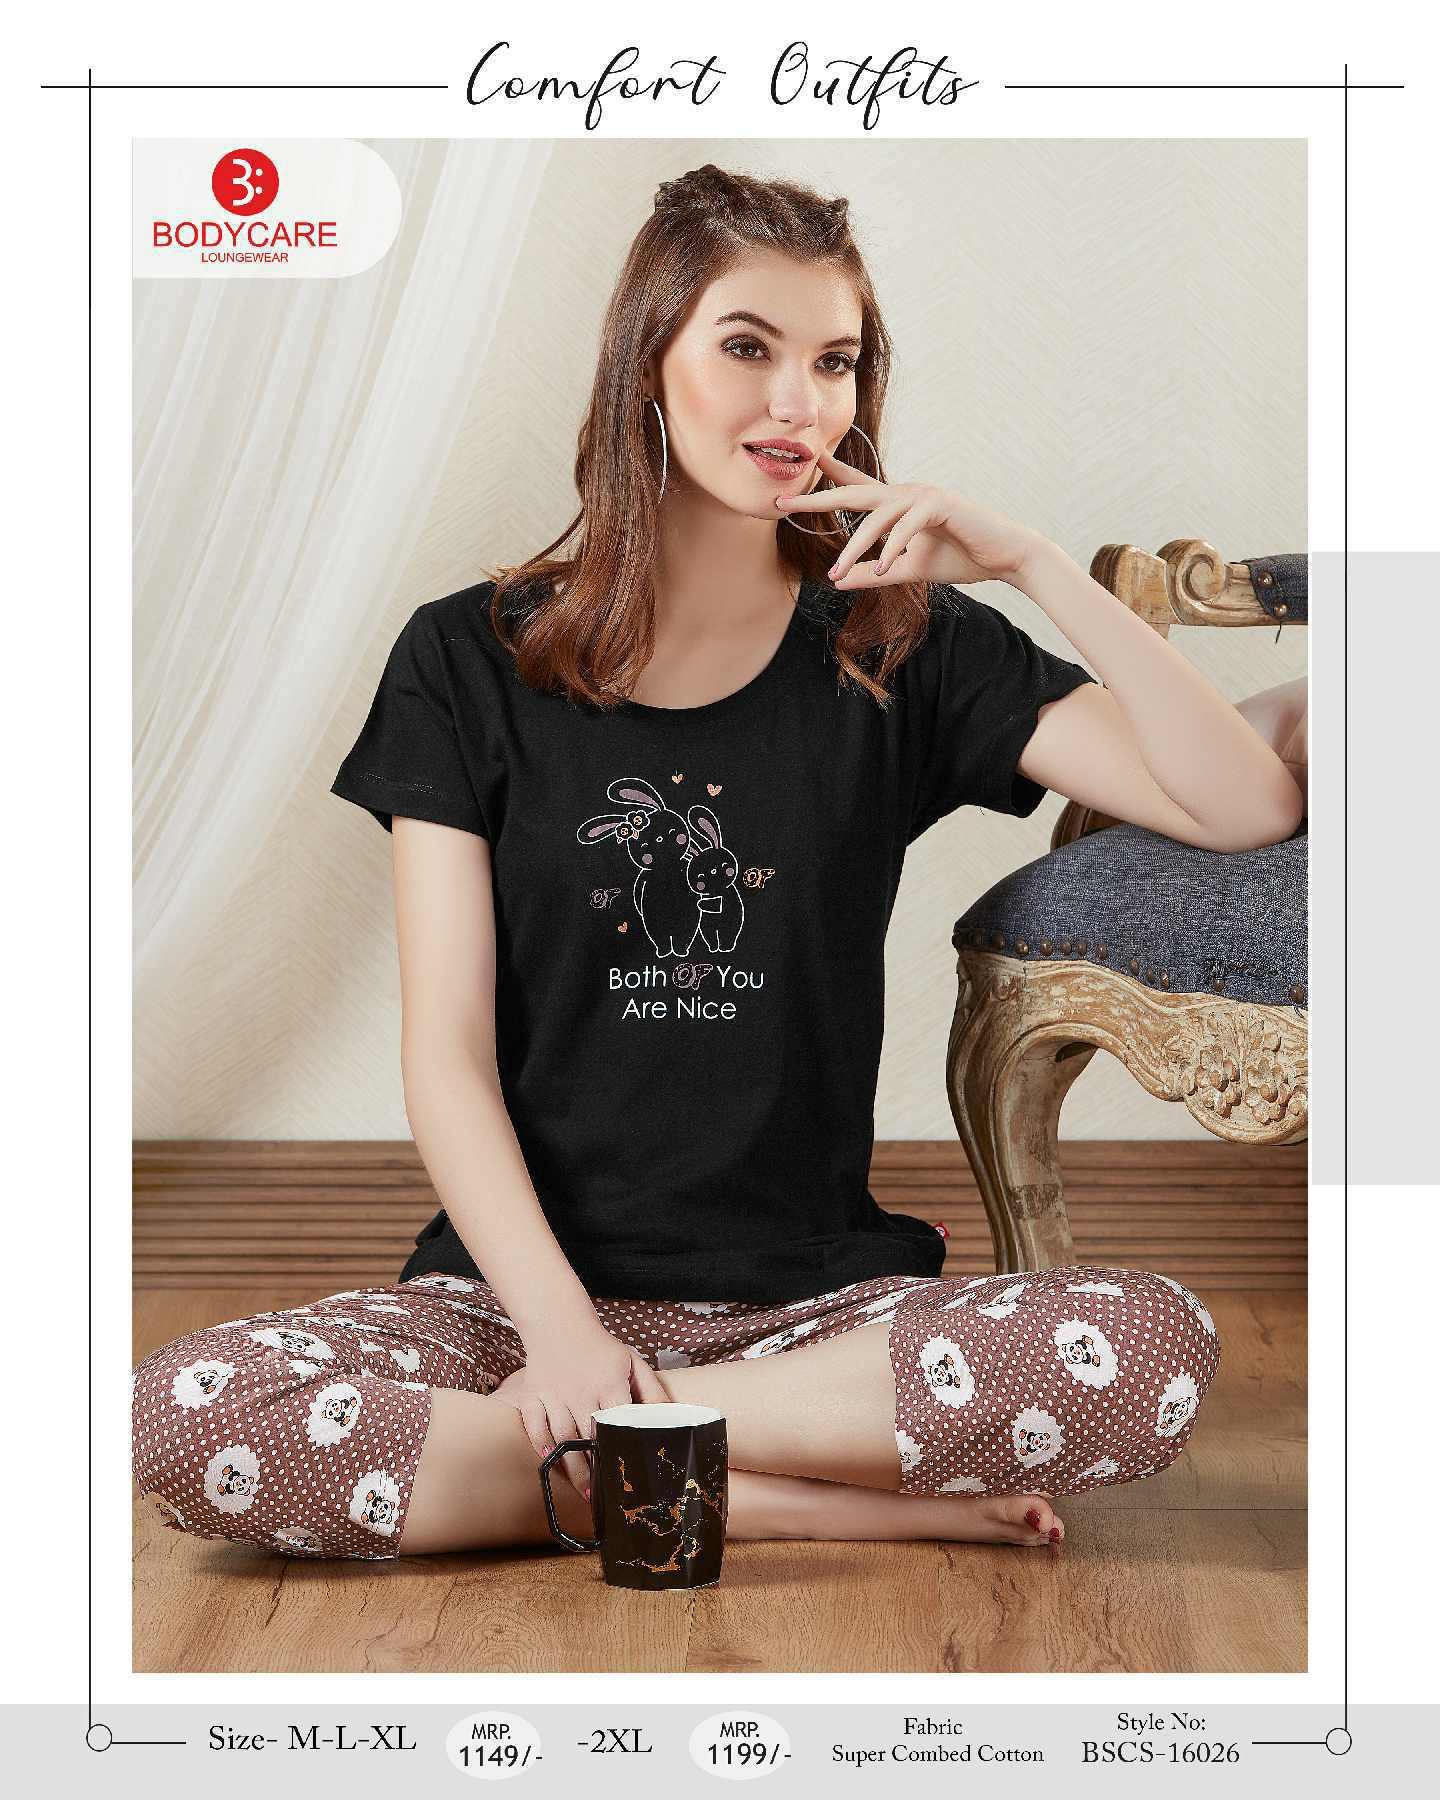 Comfort Outfits
BODYCARE
LOUNGEWEAR
OF
OF
Both OF You
Are Nice
Size- M-L-XL
MRP.
1149/-
-2XL
MRP.
1199/-
Fabric
Super Combed Cotton
Style No:
BSCS-16026